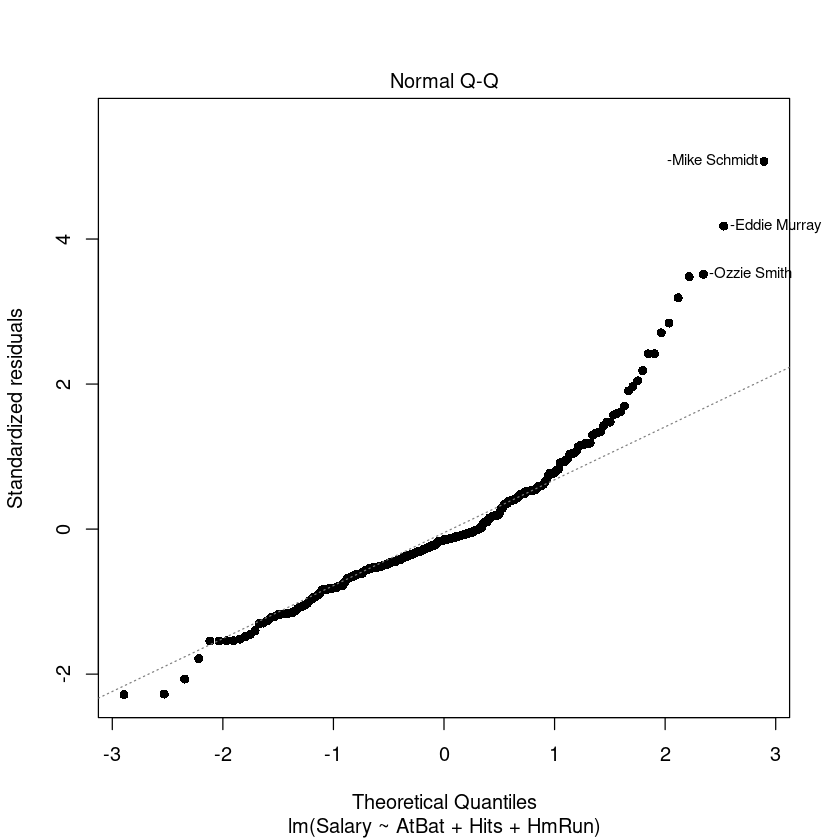 Normal Q-Q
-Mike Schmidt
-Eddie Murray
-Ozzie Smith
Standardized residuals
4
2
0
-2
-3 -2 -1 0 1 2 3
Theoretical Quantiles
lm(Salary ~ AtBat + Hits + HmRun)